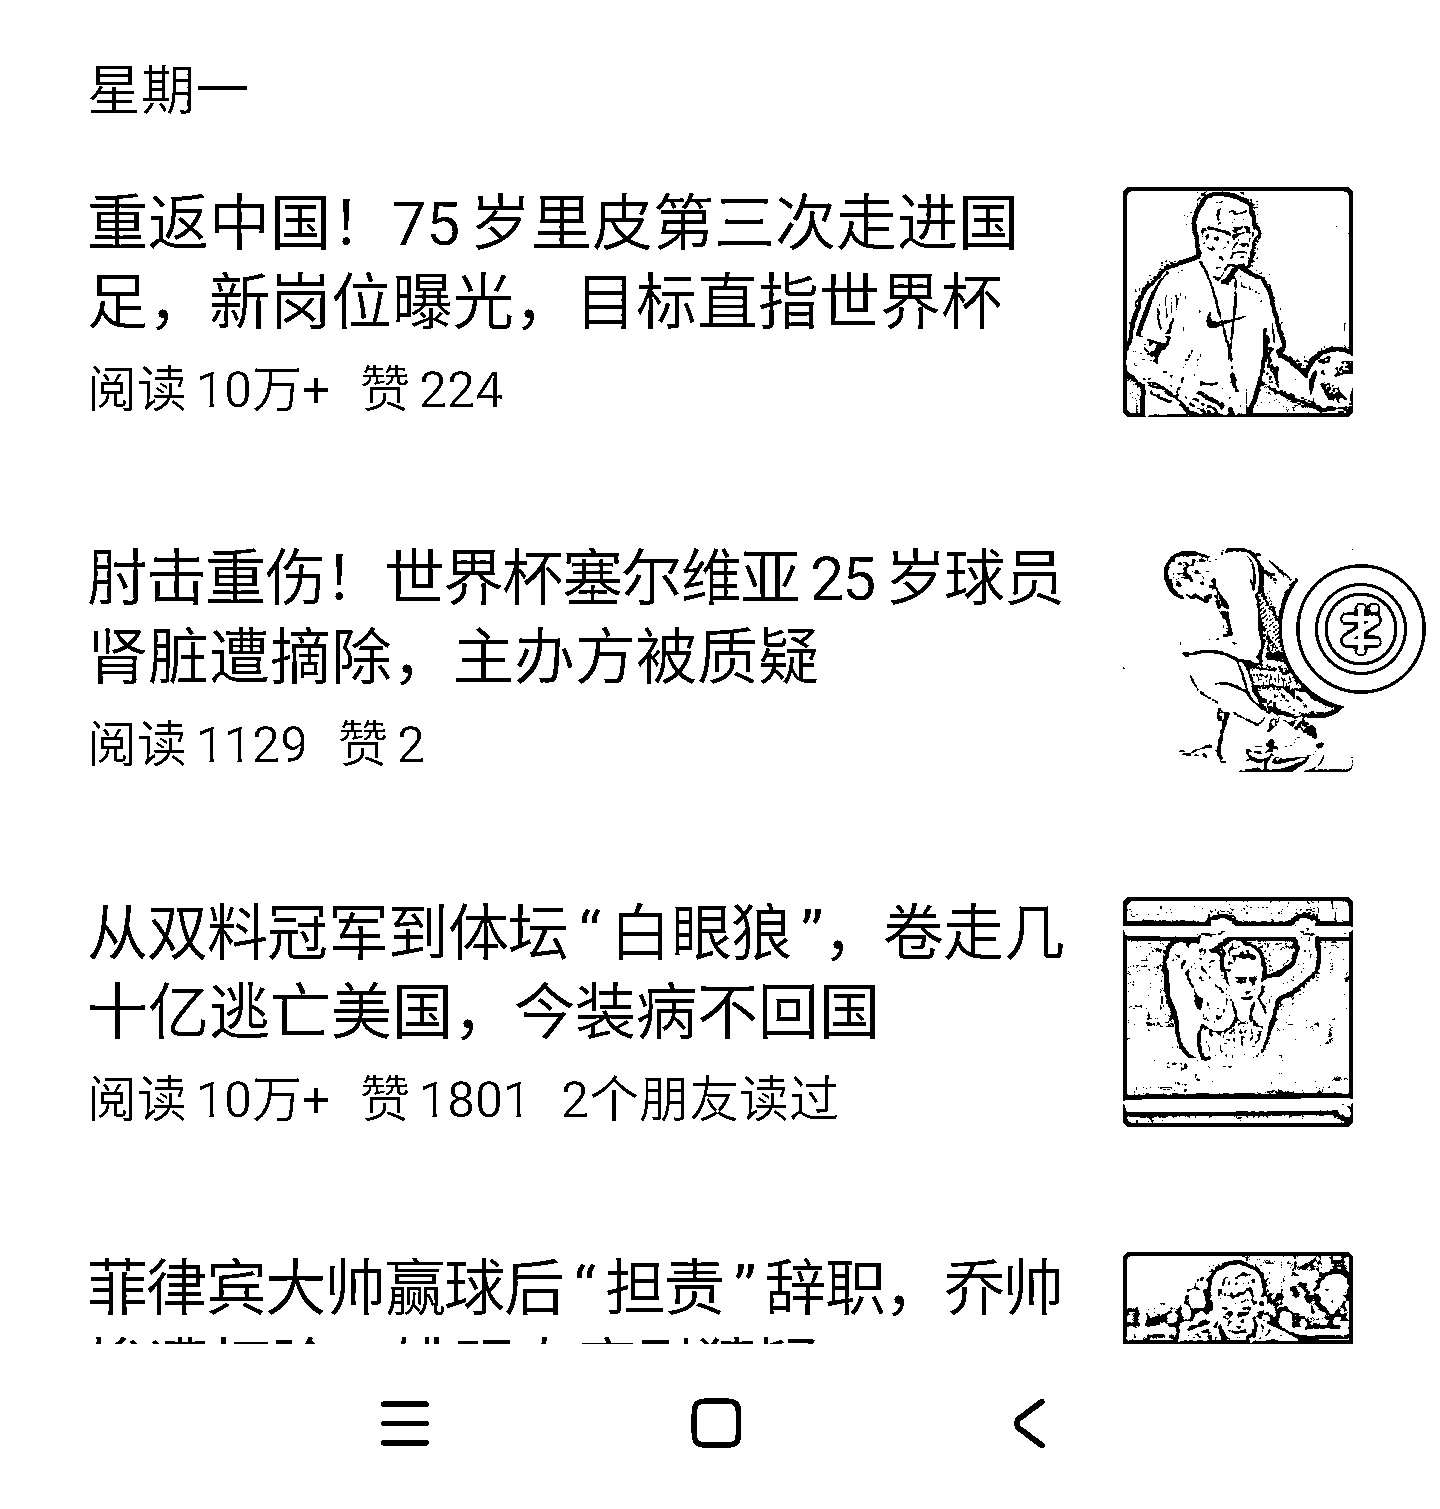 星期一
重返中国！75岁里皮第三次走进国
足，新岗位曝光，目标直指世界杯
阅读 10万+ 赞 224
肘击重伤！世界杯塞尔维亚25岁球员
肾脏遭摘除，主办方被质疑
阅读 1129 赞 2
从双料冠军到体坛“白眼狼”，卷走几
十亿逃亡美国，今装病不回国
阅读 10万+ 赞 1801 2个朋友读过
菲律宾大帅赢球后“担责”辞职，乔帅